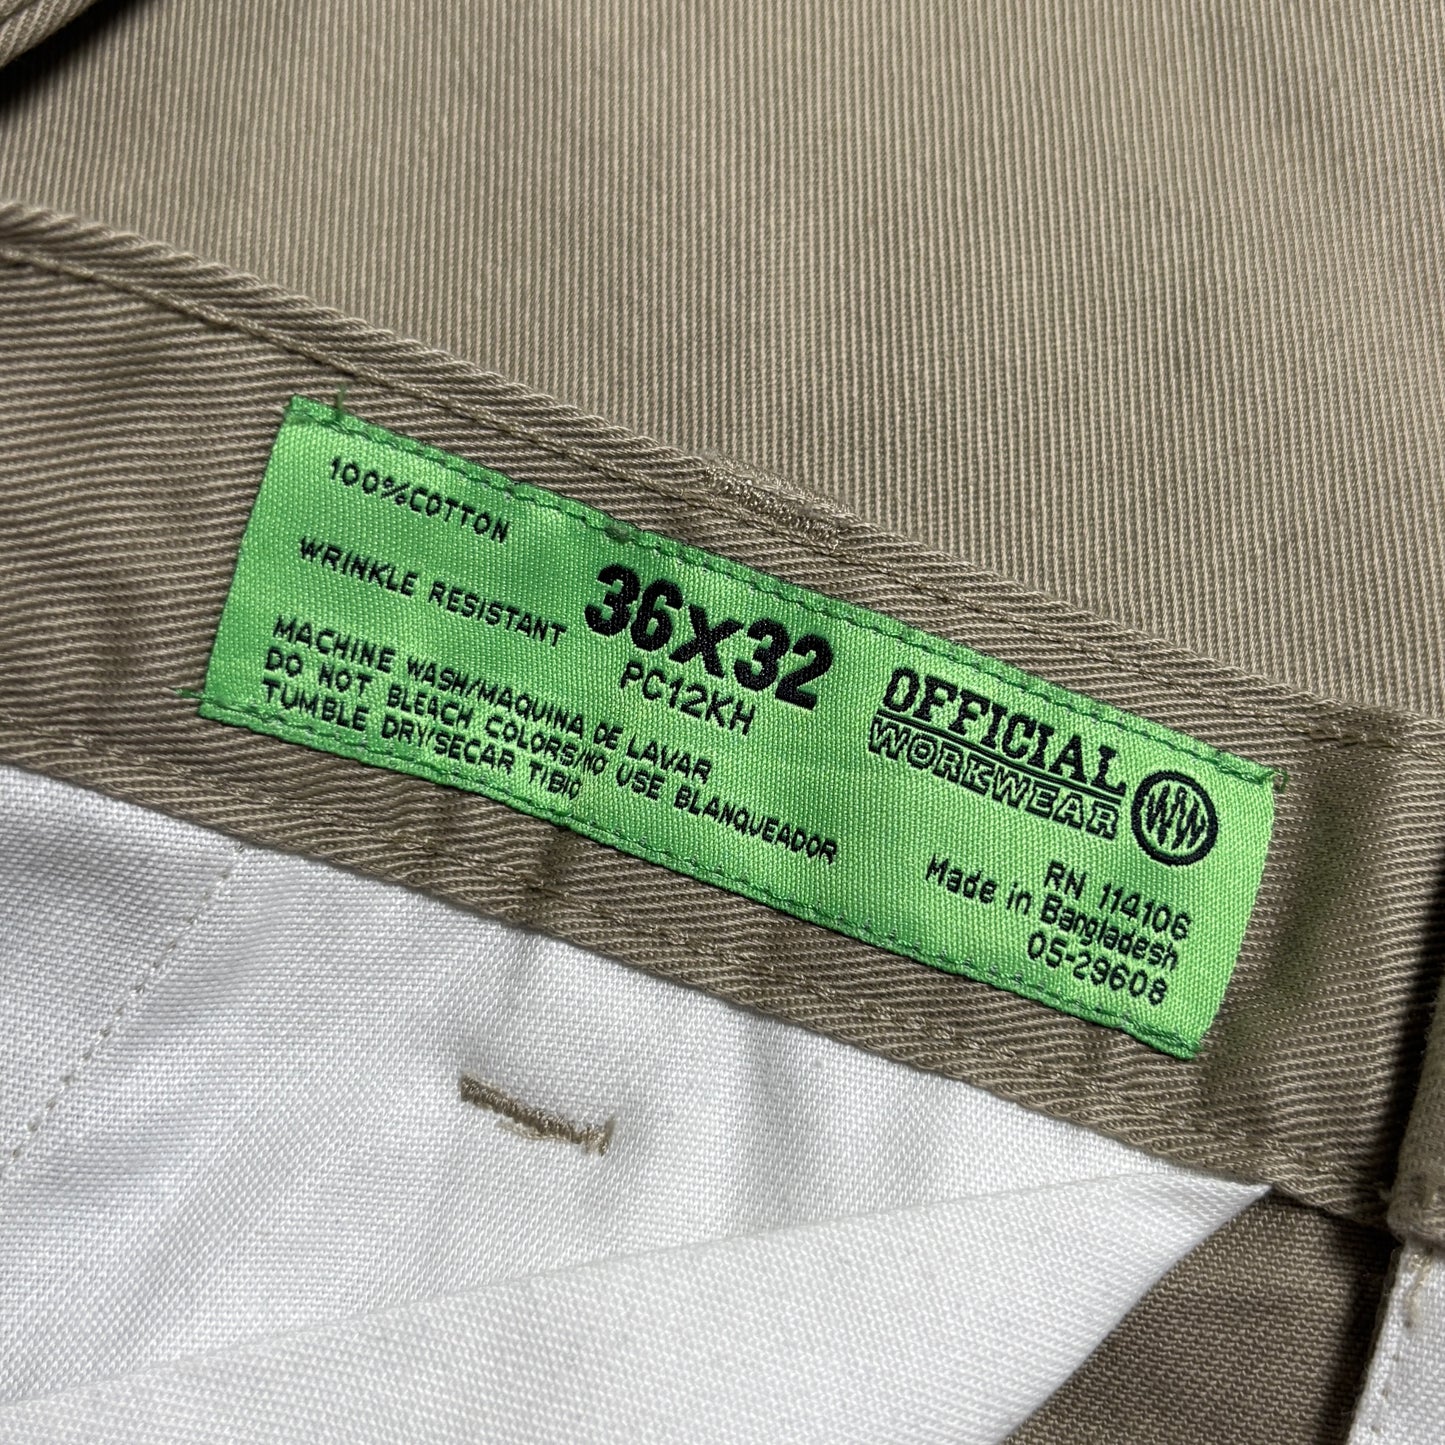 100%COTTON
WRINKLE RESISTANT
MACHINE WASH/MAQUINA DE LAVAR
DO NOT BLEACH COLORS/NO USE BLANQUEADOR
TUMBLE DRY/SECAR TIBIO
36X32
PC12KH
OFFICIAL
WORKWEAR
WW
RN 114106
Made in Bangladesh
05-29608